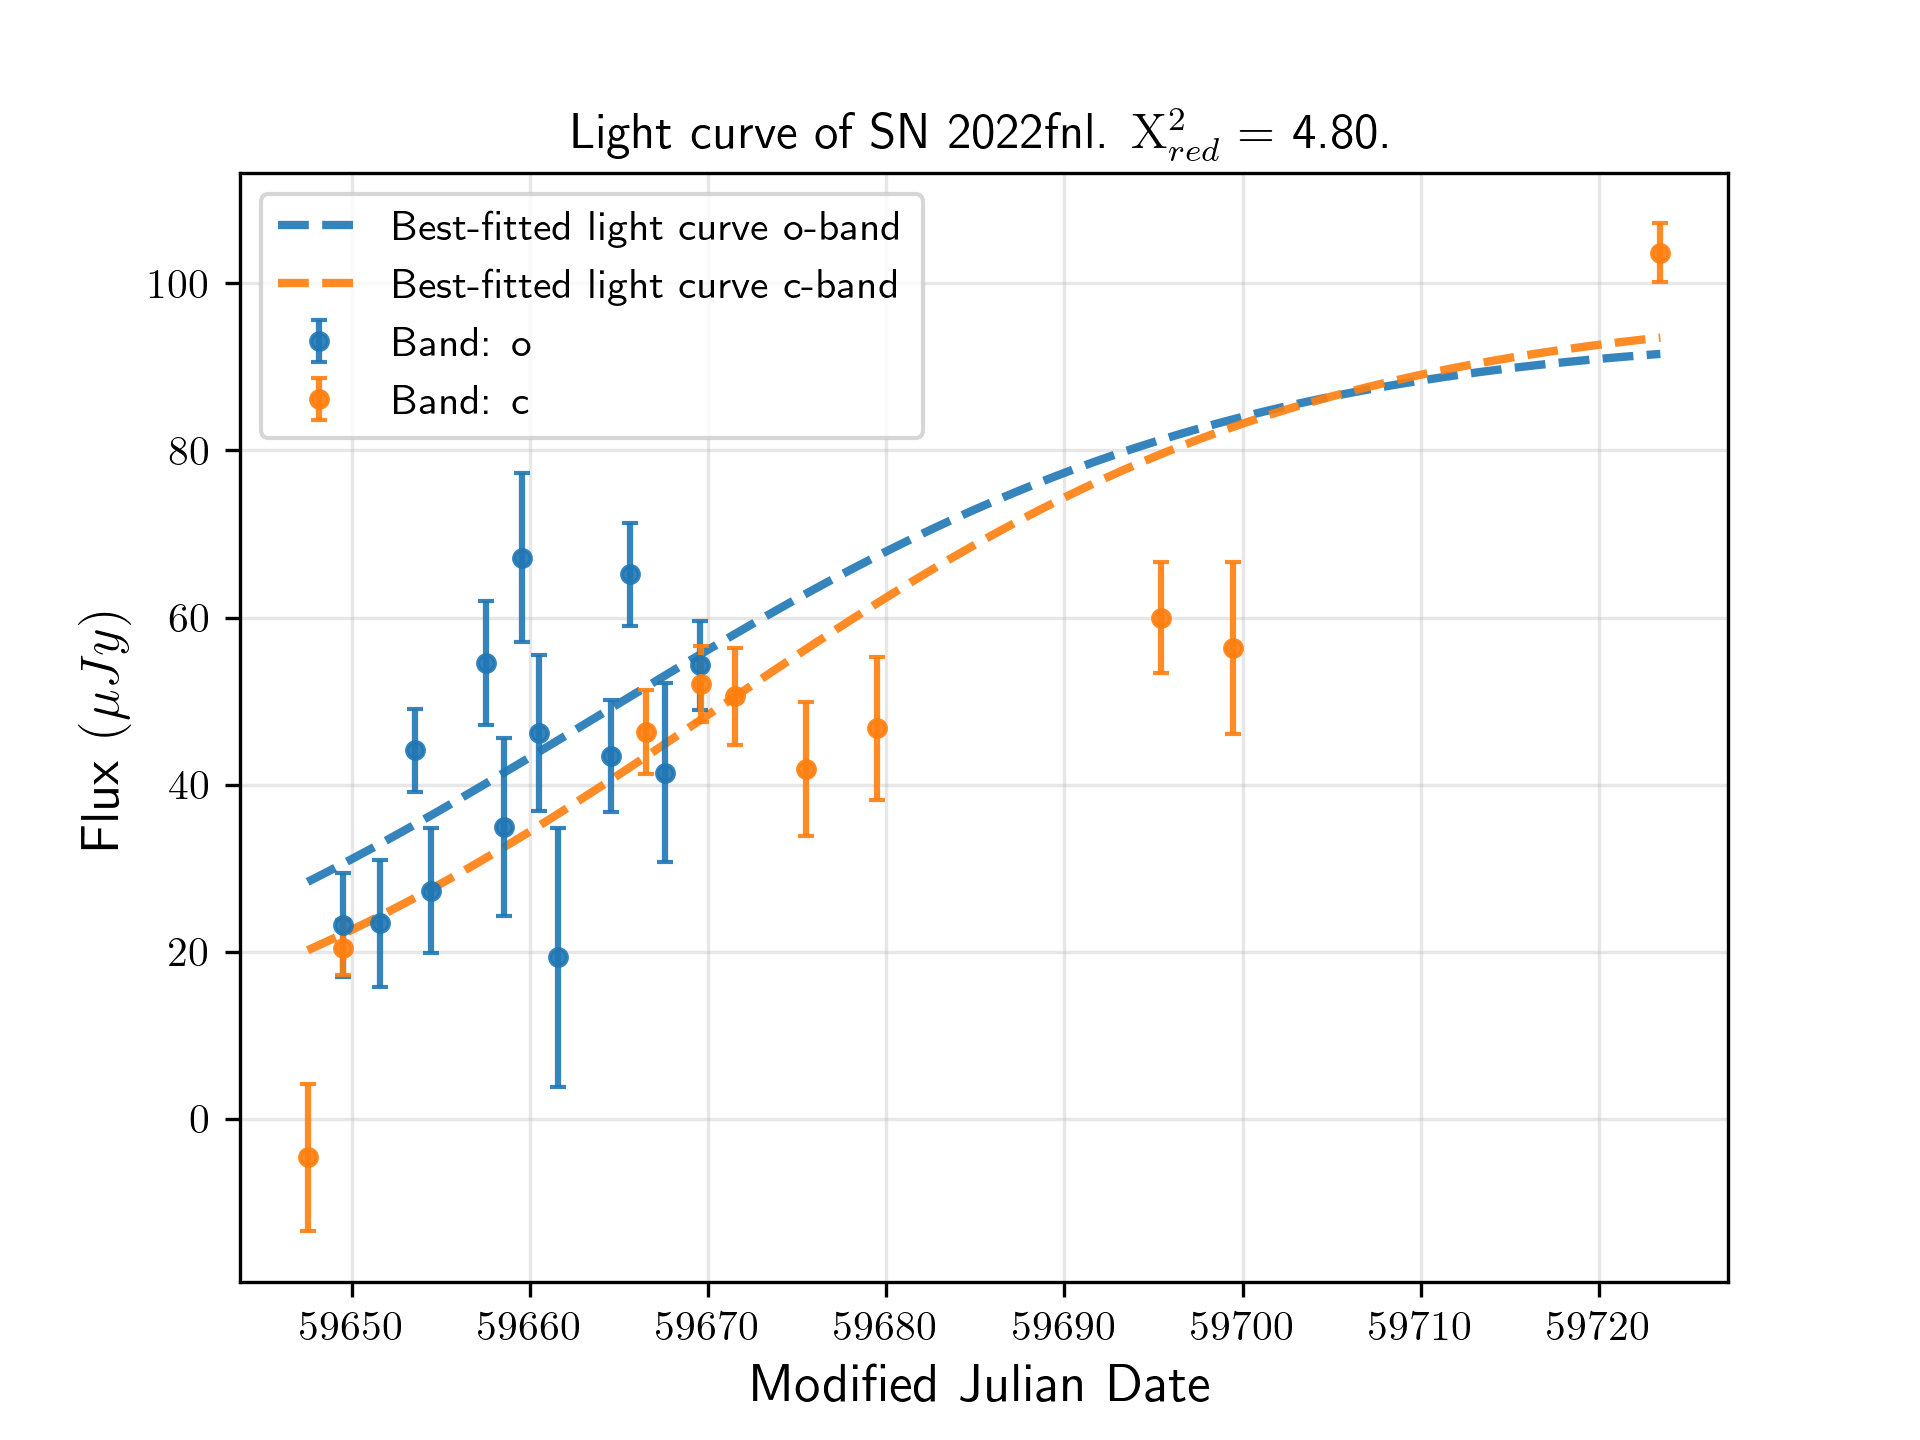 Light curve of SN 2022fnl. X²_red = 4.80.
Best-fitted light curve o-band
Best-fitted light curve c-band
Band: o
Band: c
100
80
60
40
20
0
Flux (μJy)
59650 59660 59670 59680 59690 59700 59710 59720
Modified Julian Date